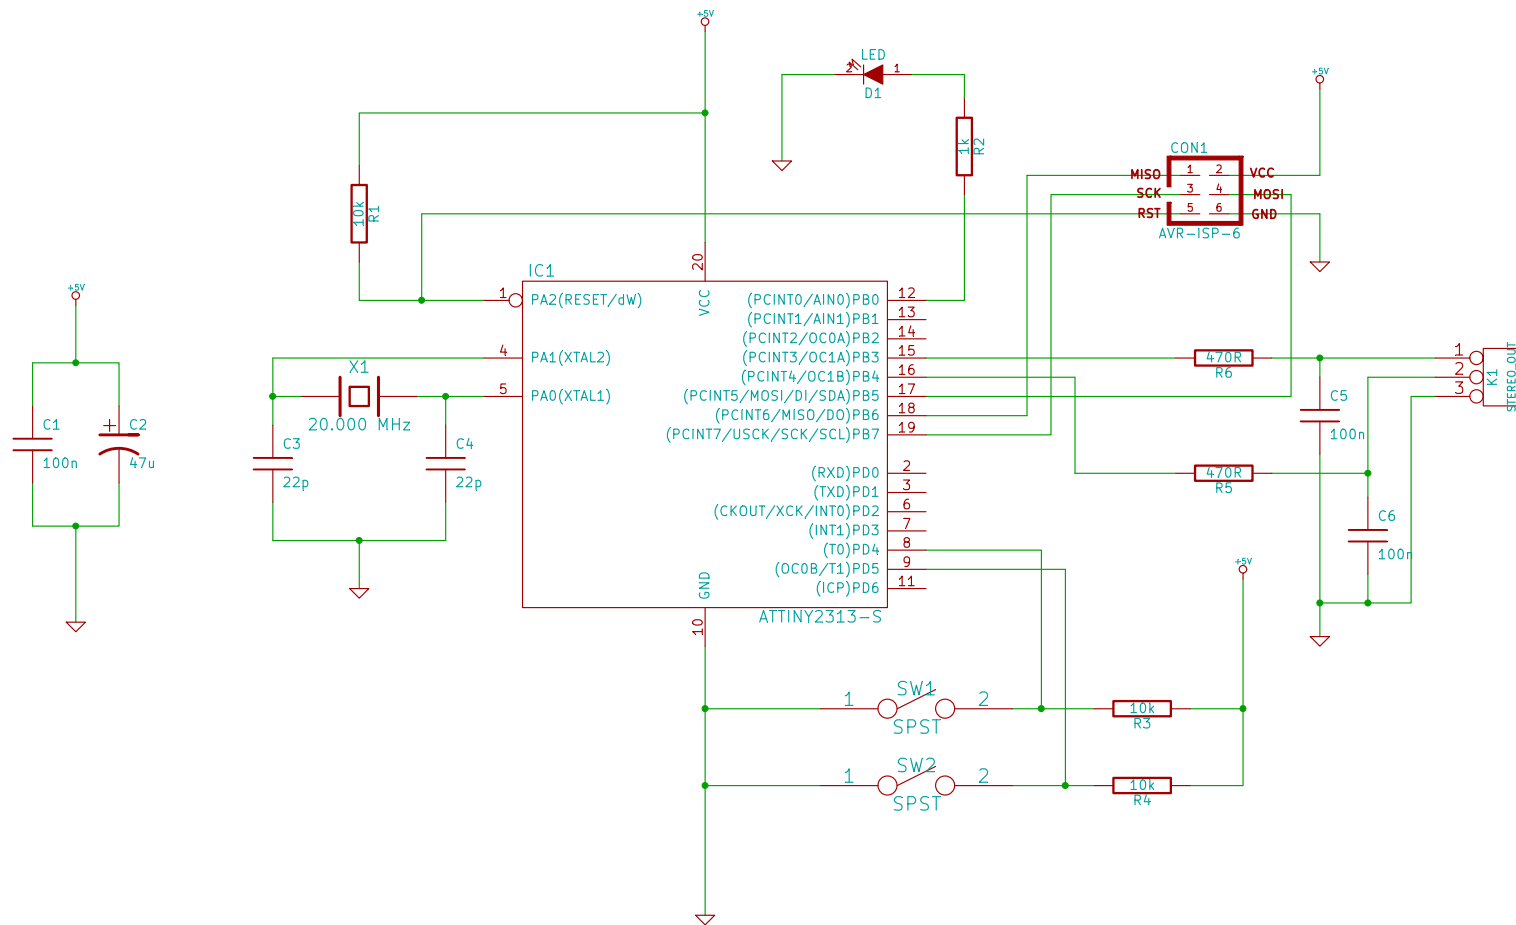 +5V
LED
2
1
D1
+5V
1k
R2
CON1
MISO
1
2
VCC
SCK
3
4
MOSI
RST
5
6
GND
AVR-ISP-6
10k
R1
20
IC1
+5V
1
PA2(RESET/dW)
VCC
(PCINT0/AIN0)PB0
12
(PCINT1/AIN1)PB1
13
(PCINT2/OC0A)PB2
14
4
PA1(XTAL2)
(PCINT3/OC1A)PB3
15
470R
R6
1
X1
(PCINT4/OC1B)PB4
16
2
K1
STEREO_OUT
5
PA0(XTAL1)
(PCINT5/MOSI/DI/SDA)PB5
17
3
20.000 MHz
(PCINT6/MISO/DO)PB6
18
C5
100n
C1
100n
+
C2
47u
C3
22p
C4
22p
(PCINT7/USCK/SCK/SCL)PB7
19
(RXD)PD0
2
470R
R5
(TXD)PD1
3
(CKOUT/XCK/INT0)PD2
6
C6
100n
(INT1)PD3
7
(T0)PD4
8
(OC0B/T1)PD5
9
+5V
GND
(ICP)PD6
11
10
ATTINY2313-S
1
SW1
2
SPST
10k
R3
1
SW2
2
SPST
10k
R4